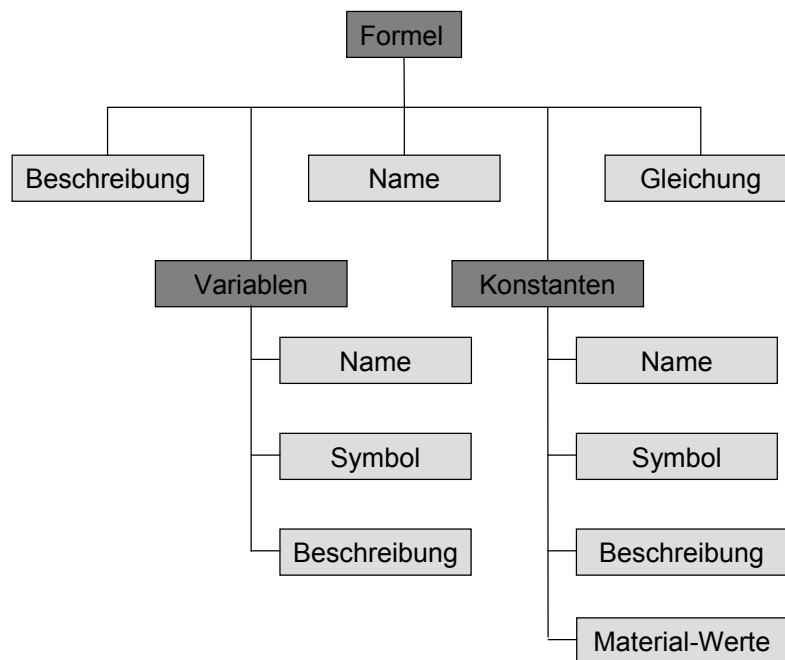 Formel
Beschreibung
Name
Gleichung
Variablen
Konstanten
Name
Name
Symbol
Symbol
Beschreibung
Beschreibung
Material-Werte